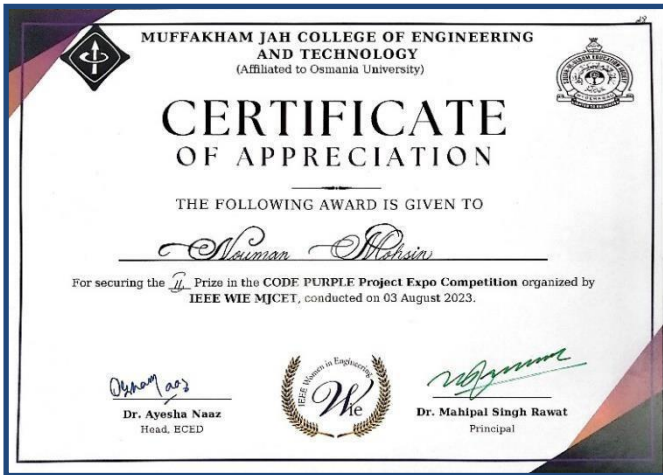 28
MUFFAKHAM JAH COLLEGE OF ENGINEERING
AND TECHNOLOGY
(Affiliated to Osmania University)
CERTIFICATE
OF APPRECIATION
THE FOLLOWING AWARD IS GIVEN TO
Nouman Mohsin
For securing the II Prize in the CODE PURPLE Project Expo Competition organized by
IEEE WIE MJCET, conducted on 03 August 2023.
IEEE Women in Engineering
Wie
Dr. Ayesha Naaz
Head, ECED
Dr. Mahipal Singh Rawat
Principal